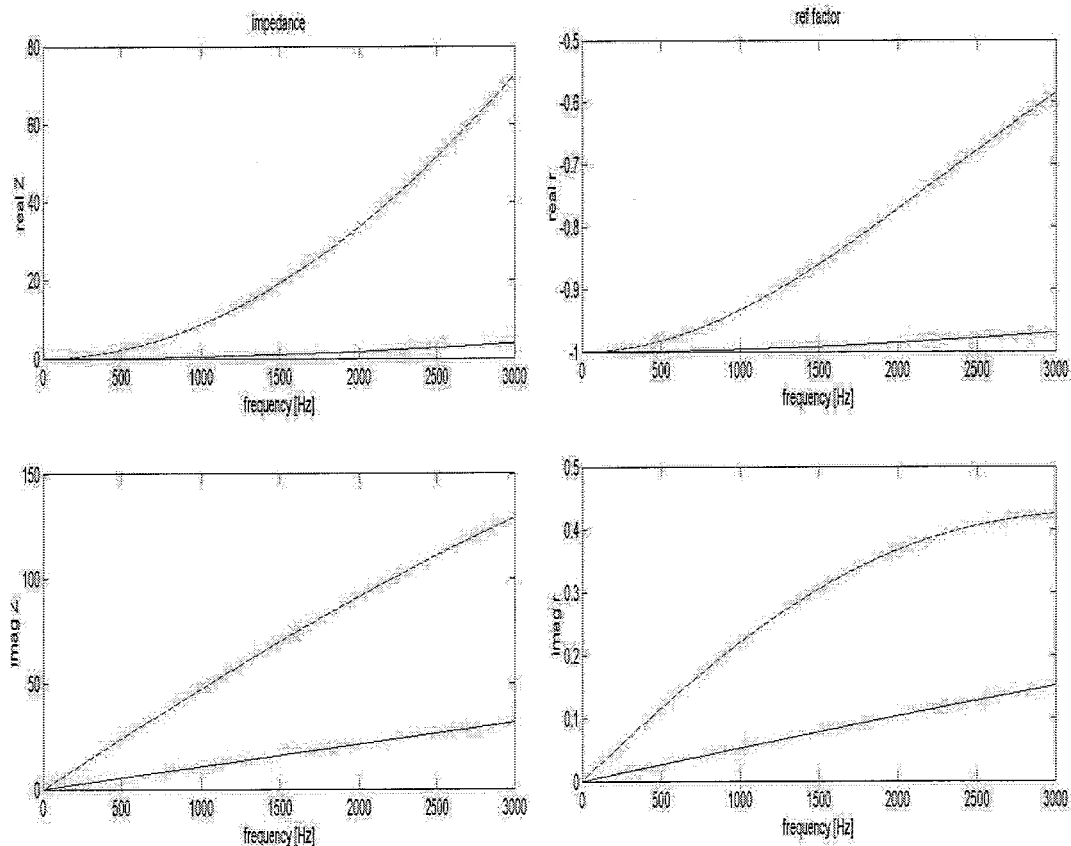 impedance
80
60
40
20
0
real Z
0 500 1000 1500 2000 2500 3000
frequency [Hz]
ref factor
-0.5
-0.6
-0.7
-0.8
-0.9
-1
real r
0 500 1000 1500 2000 2500 3000
frequency [Hz]
150
100
50
0
imag Z
0 500 1000 1500 2000 2500 3000
frequency [Hz]
0.5
0.4
0.3
0.2
0.1
0
imag r
0 500 1000 1500 2000 2500 3000
frequency [Hz]